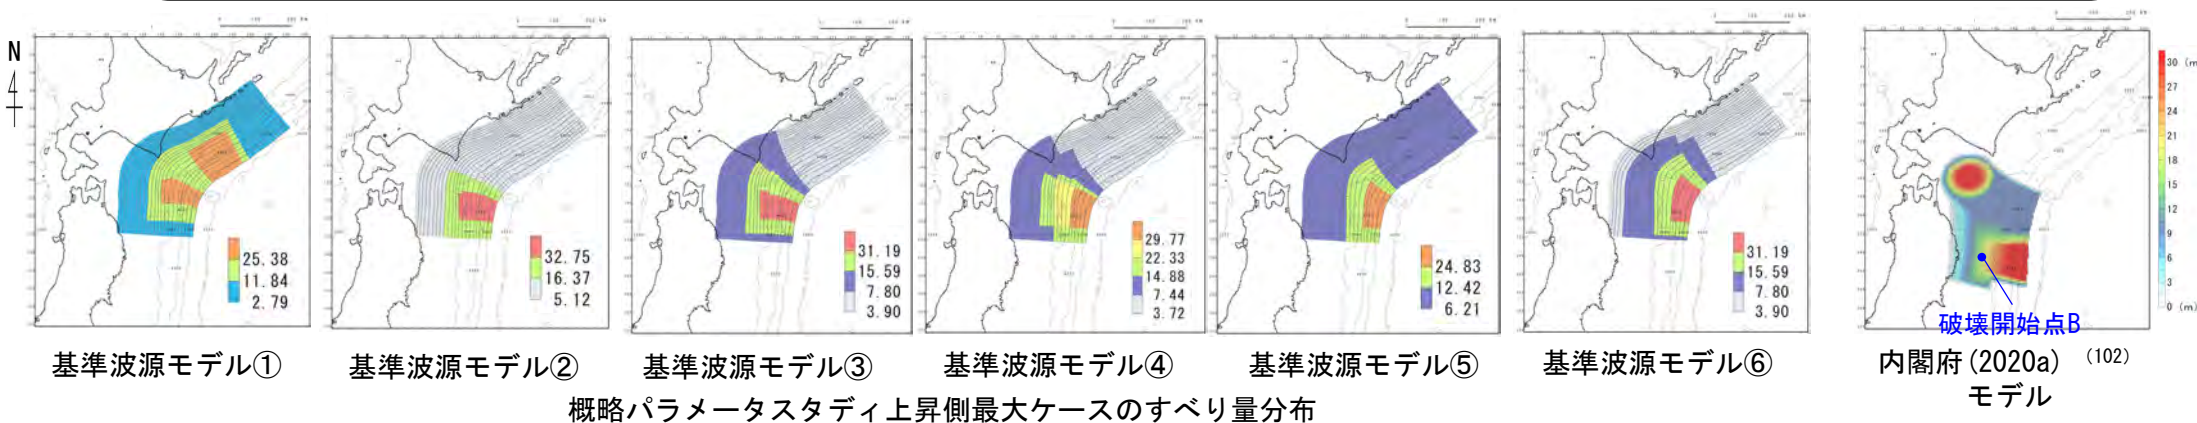 N
25.38
11.84
2.79
基準波源モデル①
32.75
16.37
5.12
基準波源モデル②
31.19
15.59
7.80
3.90
基準波源モデル③
29.77
22.33
14.88
7.44
3.72
基準波源モデル④
24.83
12.42
6.21
基準波源モデル⑤
31.19
15.59
7.80
3.90
基準波源モデル⑥
30 (m)
27
24
21
18
15
12
9
6
3
0 (m)
破壊開始点B
内閣府(2020a) (102)
モデル
概略パラメータスタディ上昇側最大ケースのすべり量分布